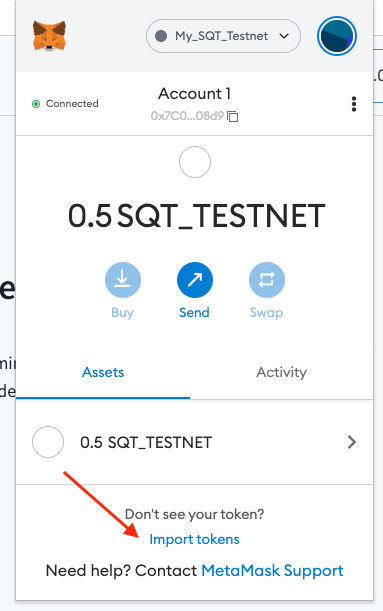 My_SQT_Testnet
Connected
Account 1
0x7C0...08d9
0.5 SQT_TESTNET
Buy
Send
Swap
Assets
Activity
0.5 SQT_TESTNET
Don't see your token?
Import tokens
Need help? Contact MetaMask Support